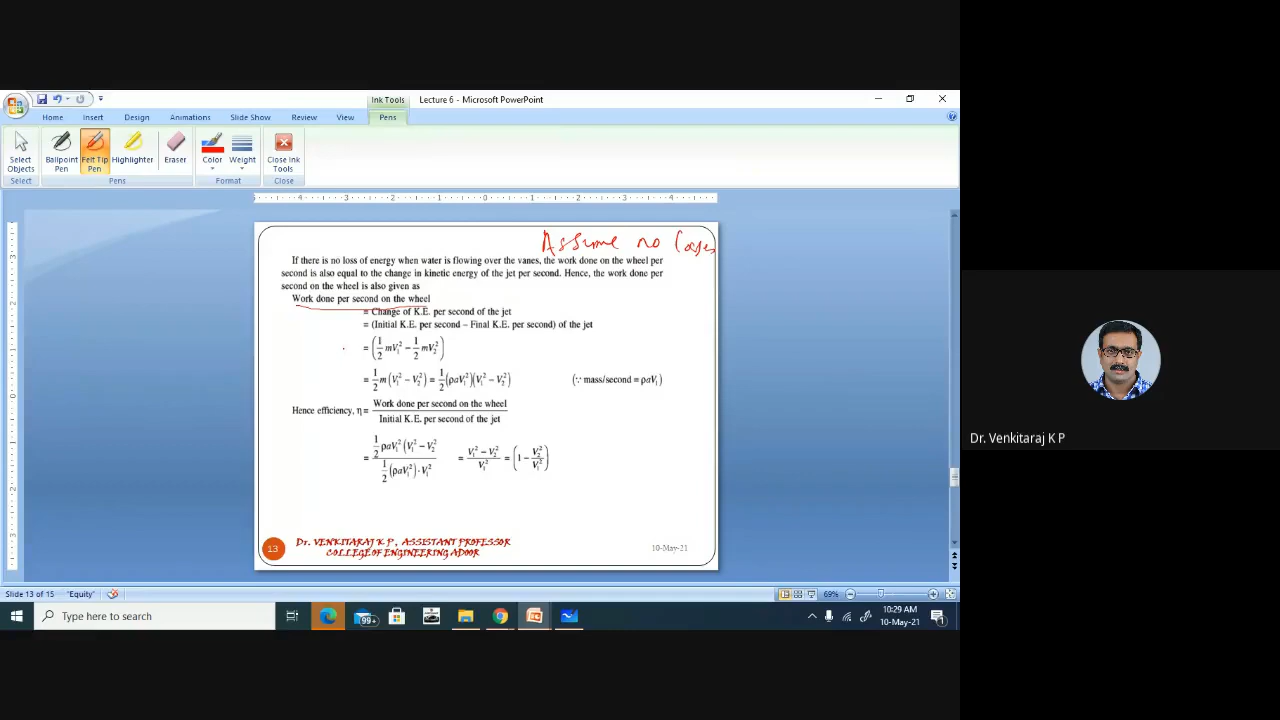 Ink Tools
Lecture 6 - Microsoft PowerPoint
Home Insert Design Animations Slide Show Review View Pens
Select Objects
Ballpoint Pen
Felt Tip Pen
Highlighter
Eraser
Color
Weight
Close Ink Tools
Select Pens Format Close
Assume no
If there is no loss of energy when water is flowing over the vanes, the work done on the wheel per
second is also equal to the change in kinetic energy of the jet per second. Hence, the work done per
second on the wheel is also given as
Work done per second on the wheel
= Change of K.E. per second of the jet
= (Initial K.E. per second – Final K.E. per second) of the jet
= (1/2 mV₁² – 1/2 mV₂²)
= 1/2 m (V₁² – V₂²) = 1/2 (ρaV₁²)(V₁² – V₂²) (∵ mass/second = ρaV₁)
Hence efficiency, η = Work done per second on the wheel / Initial K.E. per second of the jet
= 1/2 ρaV₁² (V₁² – V₂² / 1/2 (ρaV₁²) · V₁² = V₁² – V₂² / V₁² = (1 – V₂²/V₁²)
13
Dr. VENKITARAJ K P, ASSISTANT PROFESSOR
COLLEGE OF ENGINEERING ADOOR
10-May-21
Slide 13 of 15 "Equity" 69%
Type here to search
99+
10:29 AM
10-May-21
1
Dr. Venkitaraj K P